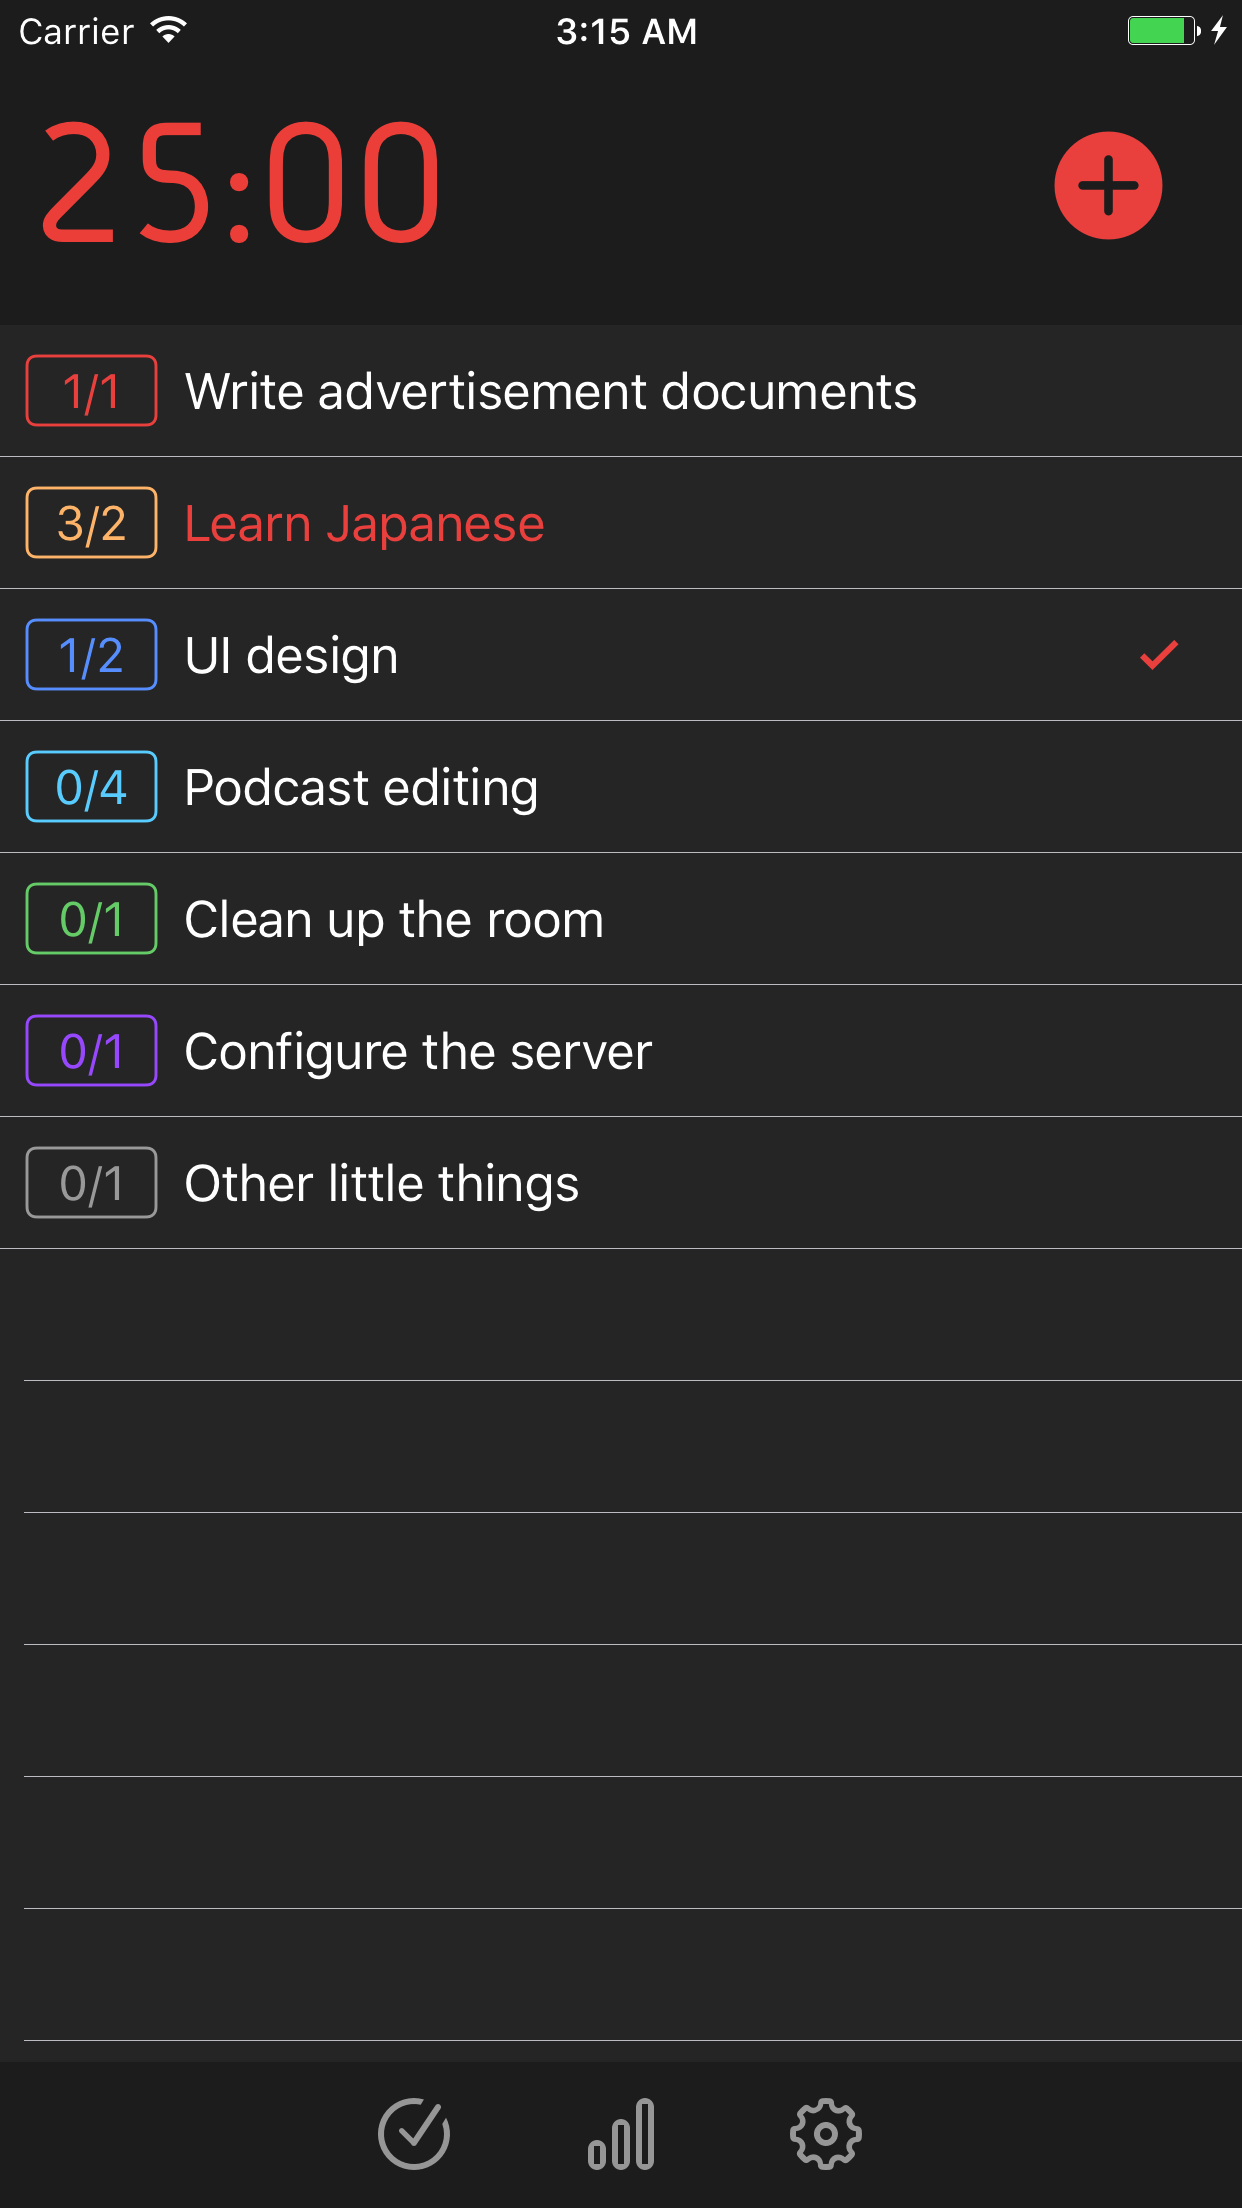 Carrier 3:15 AM
25:00
1/1 Write advertisement documents
3/2 Learn Japanese
1/2 UI design
0/4 Podcast editing
0/1 Clean up the room
0/1 Configure the server
0/1 Other little things